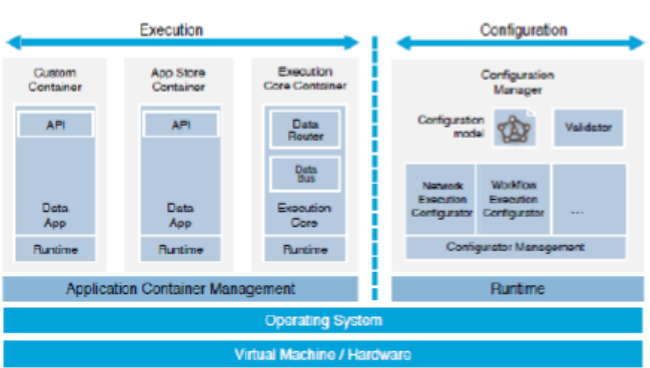 Execution
Configuration
Custom
Container
API
Data
App
Runtime
App Store
Container
API
Data
App
Runtime
Execution
Core Container
Data
Router
Data
Bus
Execution
Core
Runtime
Configuration
Manager
Configuration
model
Validator
Network
Execution
Configurator
Workflow
Execution
Configurator
...
Configurator Management
Application Container Management
Runtime
Operating System
Virtual Machine / Hardware